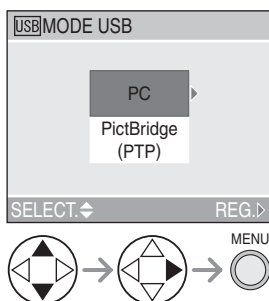 USB MODE USB
PC
PictBridge
(PTP)
SELECT. REG.
MENU